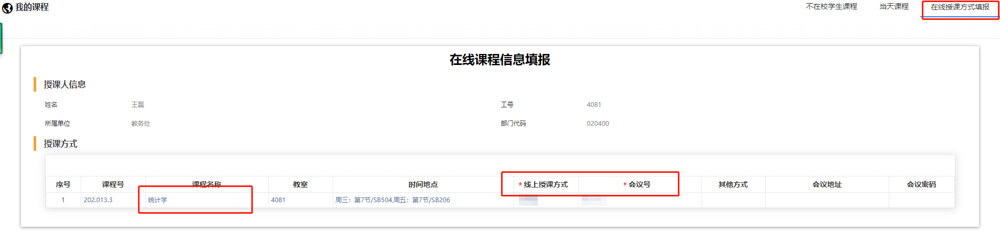 我的课程 不在校学生课程 当天课程 在线授课方式填报
在线课程信息填报
授课人信息
姓名 王磊 工号 4081
所属单位 教务处 部门代码 020400
授课方式
序号 课程号 课程名称 教室 时间地点 * 线上授课方式 * 会议号 其他方式 会议地址 会议密码
1 202.013.3 统计学 4081 周三：第7节/SB504,周五：第7节/SB206